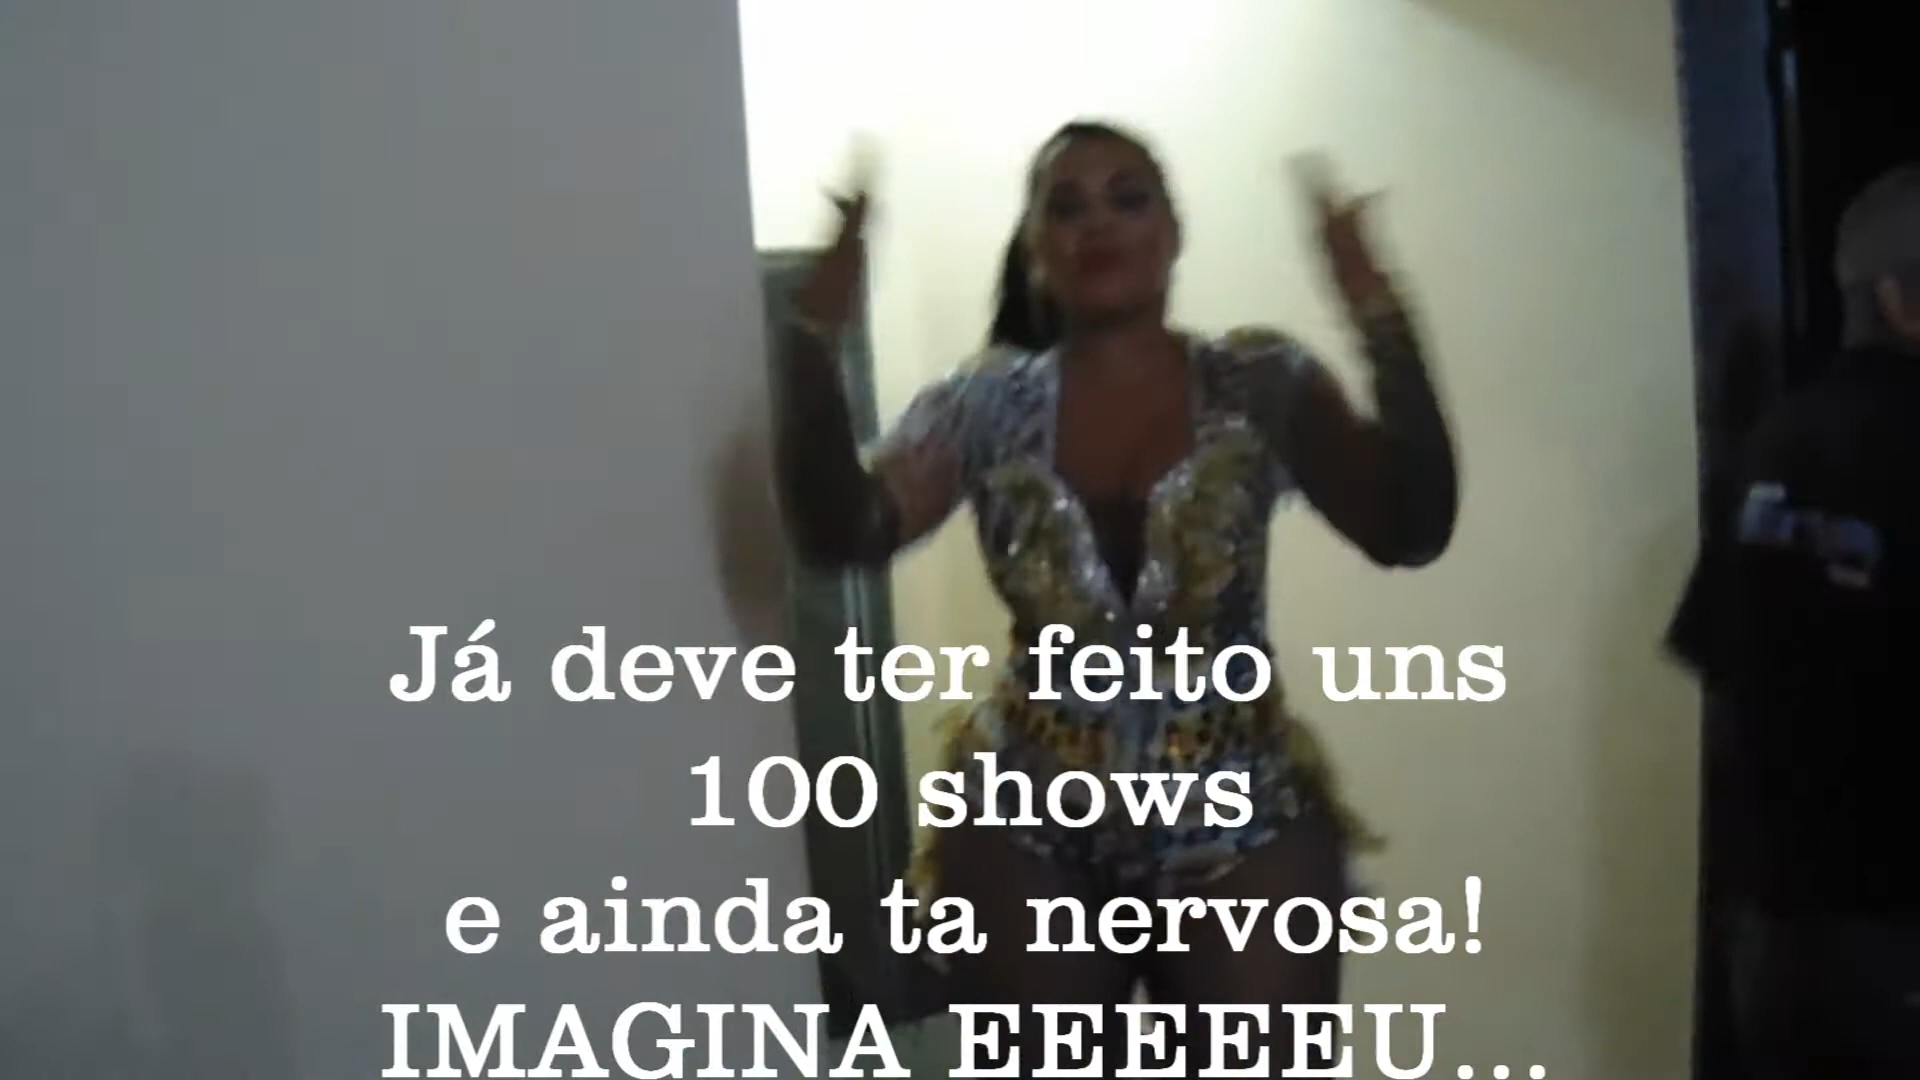 Já deve ter feito uns
100 shows
e ainda ta nervosa!
IMAGINA EEEEEU...